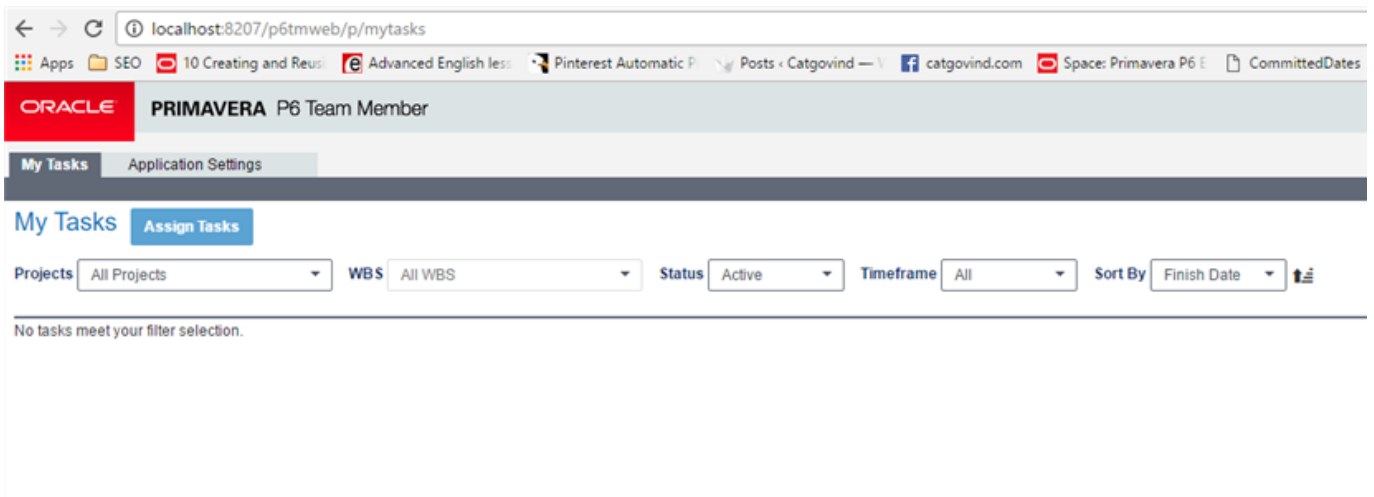 localhost:8207/p6tmweb/p/mytasks
Apps SEO 10 Creating and Reusi Advanced English less Pinterest Automatic P Posts ‹ Catgovind — catgovind.com Space: Primavera P6 E CommittedDates
ORACLE PRIMAVERA P6 Team Member
My Tasks Application Settings
My Tasks Assign Tasks
Projects All Projects WBS All WBS Status Active Timeframe All Sort By Finish Date
No tasks meet your filter selection.